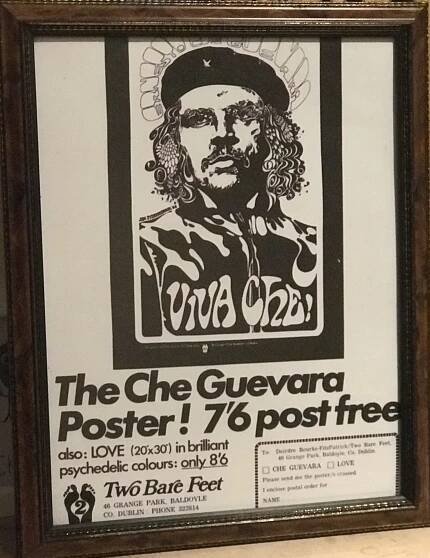 VIVA CHE!
The Che Guevara
Poster! 7'6 post free
also: LOVE (20"x30") in brilliant
psychedelic colours: only 8'6
2
Two Bare Feet
46 GRANGE PARK, BALDOYLE
CO. DUBLIN : PHONE 323814
To Deirdre Bourke-FitzPatrick/Two Bare Feet,
46 Grange Park, Baldoyle, Co. Dublin.
CHE GUEVARA LOVE
Please send me the poster/s crossed
I enclose postal order for
NAME